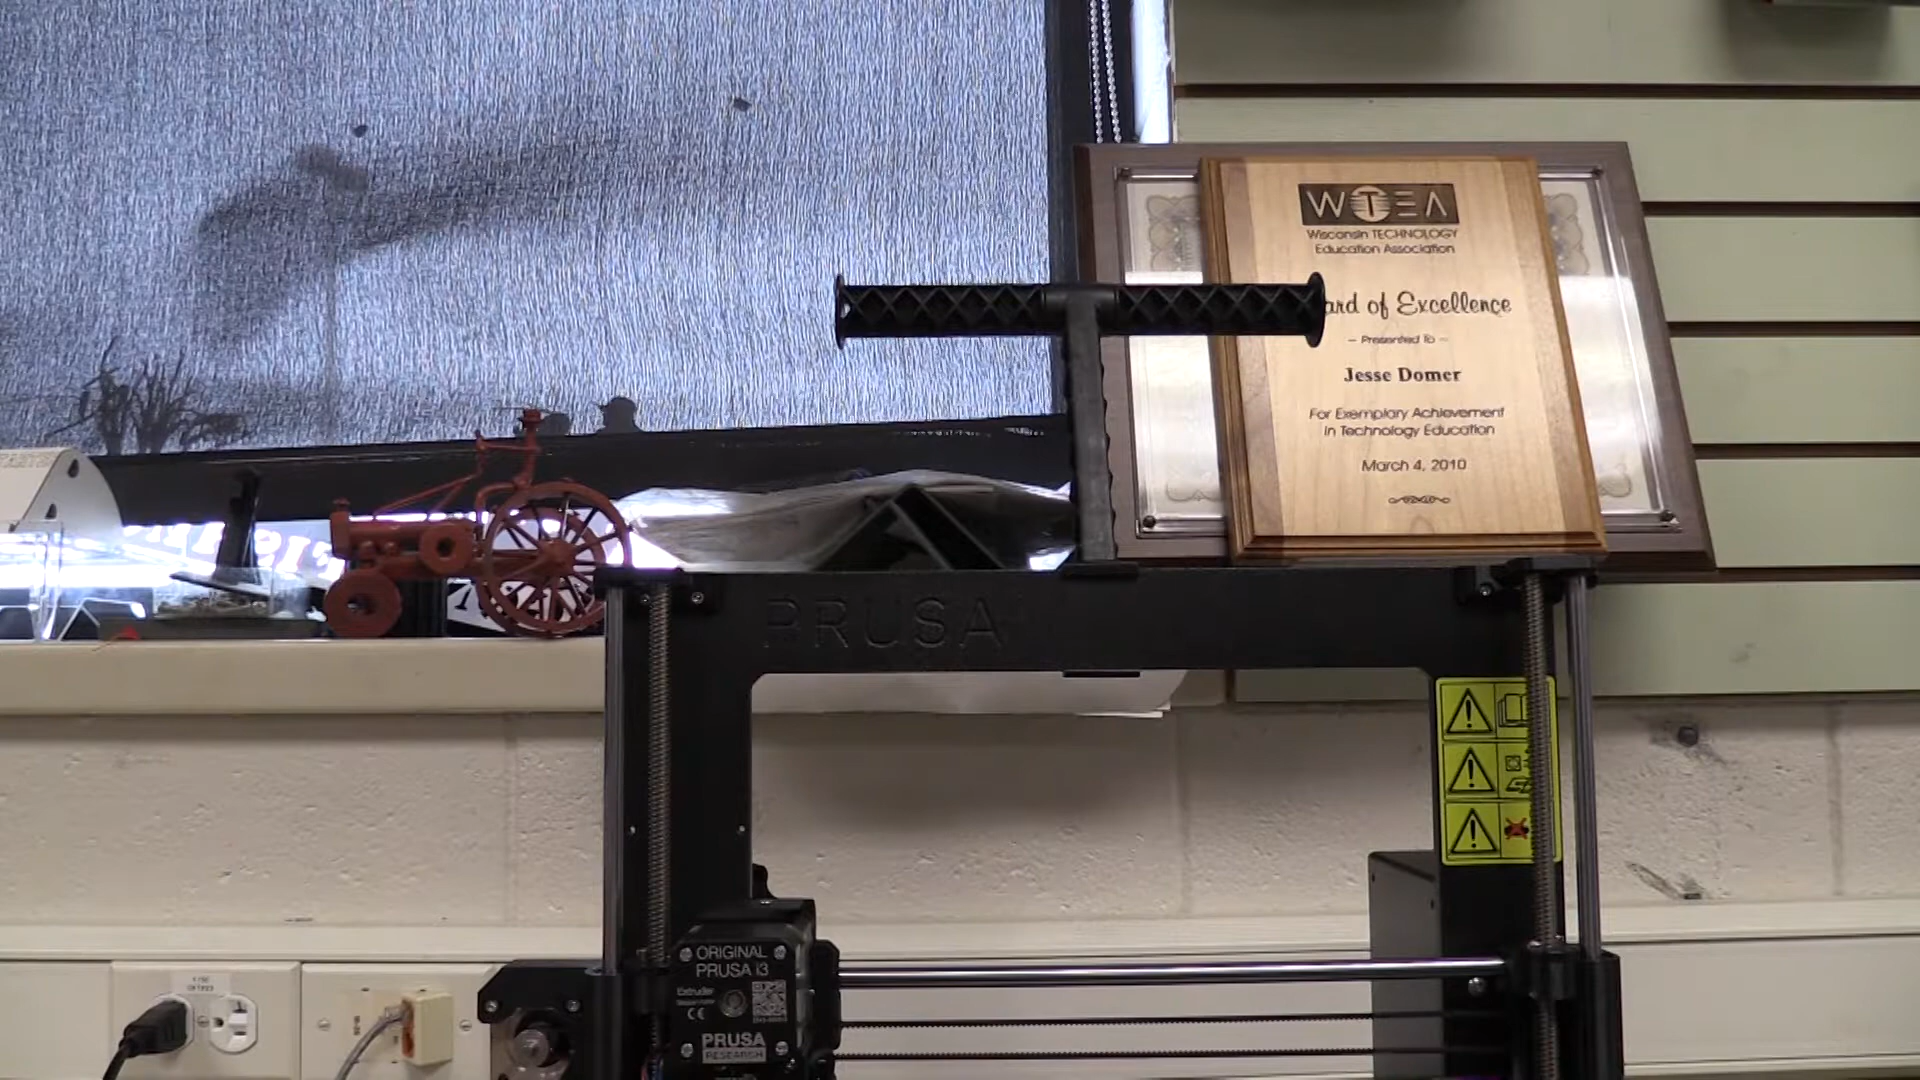 WTEA
Wisconsin TECHNOLOGY
Education Association
ard of Excellence
– Presented to –
Jesse Domer
For Exemplary Achievement
in Technology Education
March 4, 2010
PRUSA
ORIGINAL
PRUSA i3
Extruder
CE
PRUSA
RESEARCH